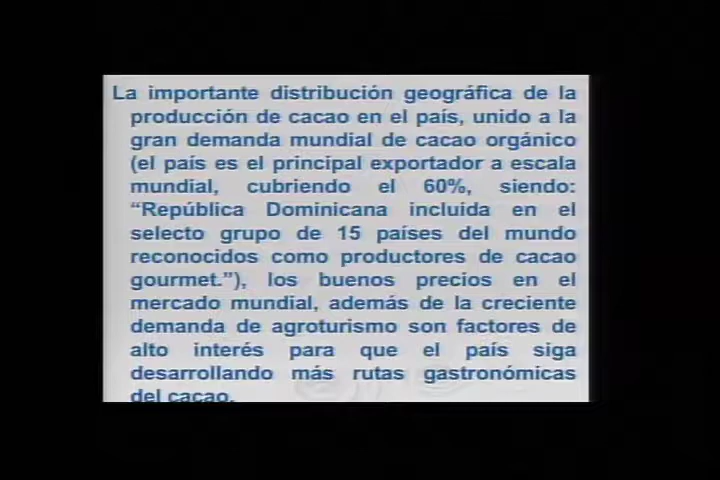 La importante distribución geográfica de la
producción de cacao en el país, unido a la
gran demanda mundial de cacao orgánico
(el país es el principal exportador a escala
mundial, cubriendo el 60%, siendo:
“República Dominicana incluida en el
selecto grupo de 15 países del mundo
reconocidos como productores de cacao
gourmet.”), los buenos precios en el
mercado mundial, además de la creciente
demanda de agroturismo son factores de
alto interés para que el país siga
desarrollando más rutas gastronómicas
del cacao.